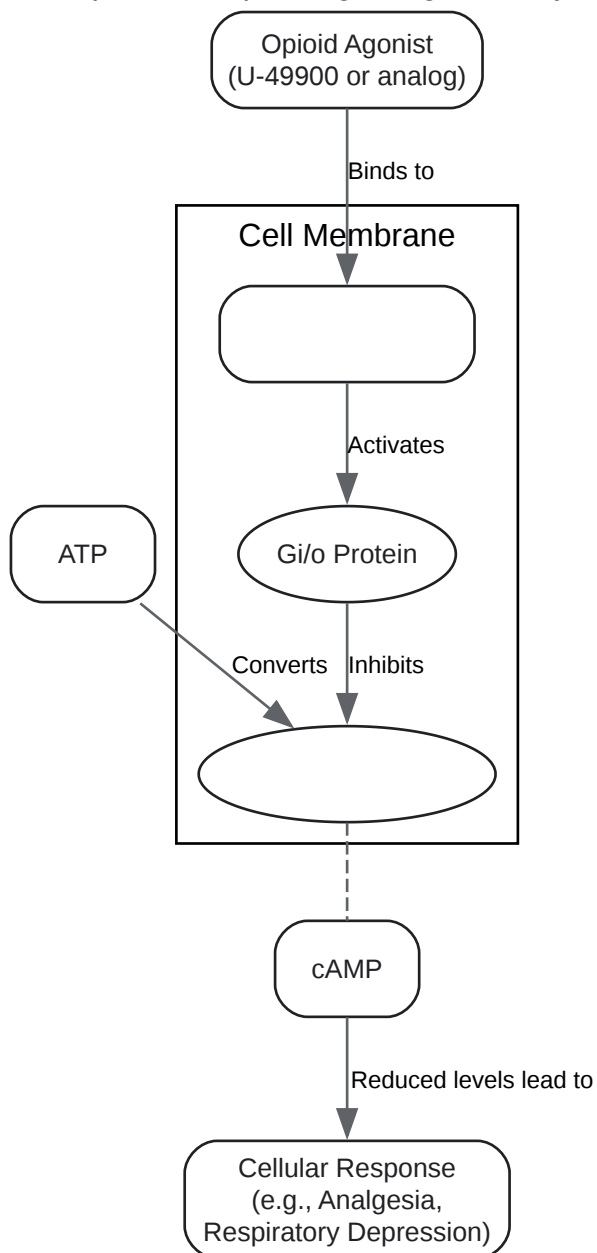 Opioid Agonist
(U-49900 or analog)
Binds to
Cell Membrane
Activates
ATP
Gi/o Protein
Converts
Inhibits
cAMP
Reduced levels lead to
Cellular Response
(e.g., Analgesia,
Respiratory Depression)